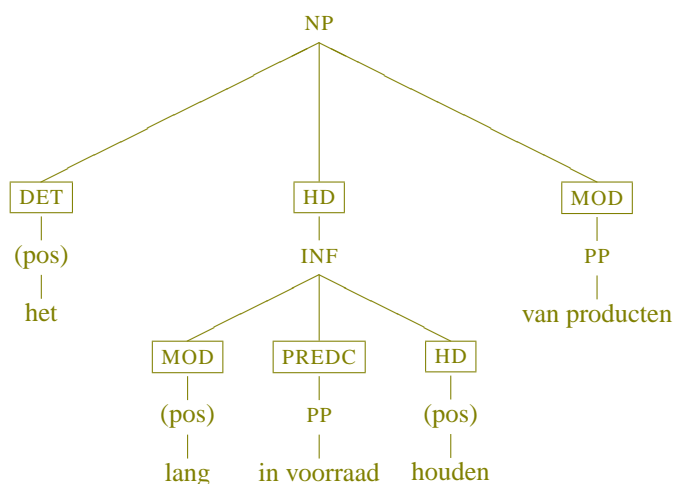 NP
DET HD MOD
(pos) INF PP
het van producten
MOD PREDC HD
(pos) PP (pos)
lang in voorraad houden